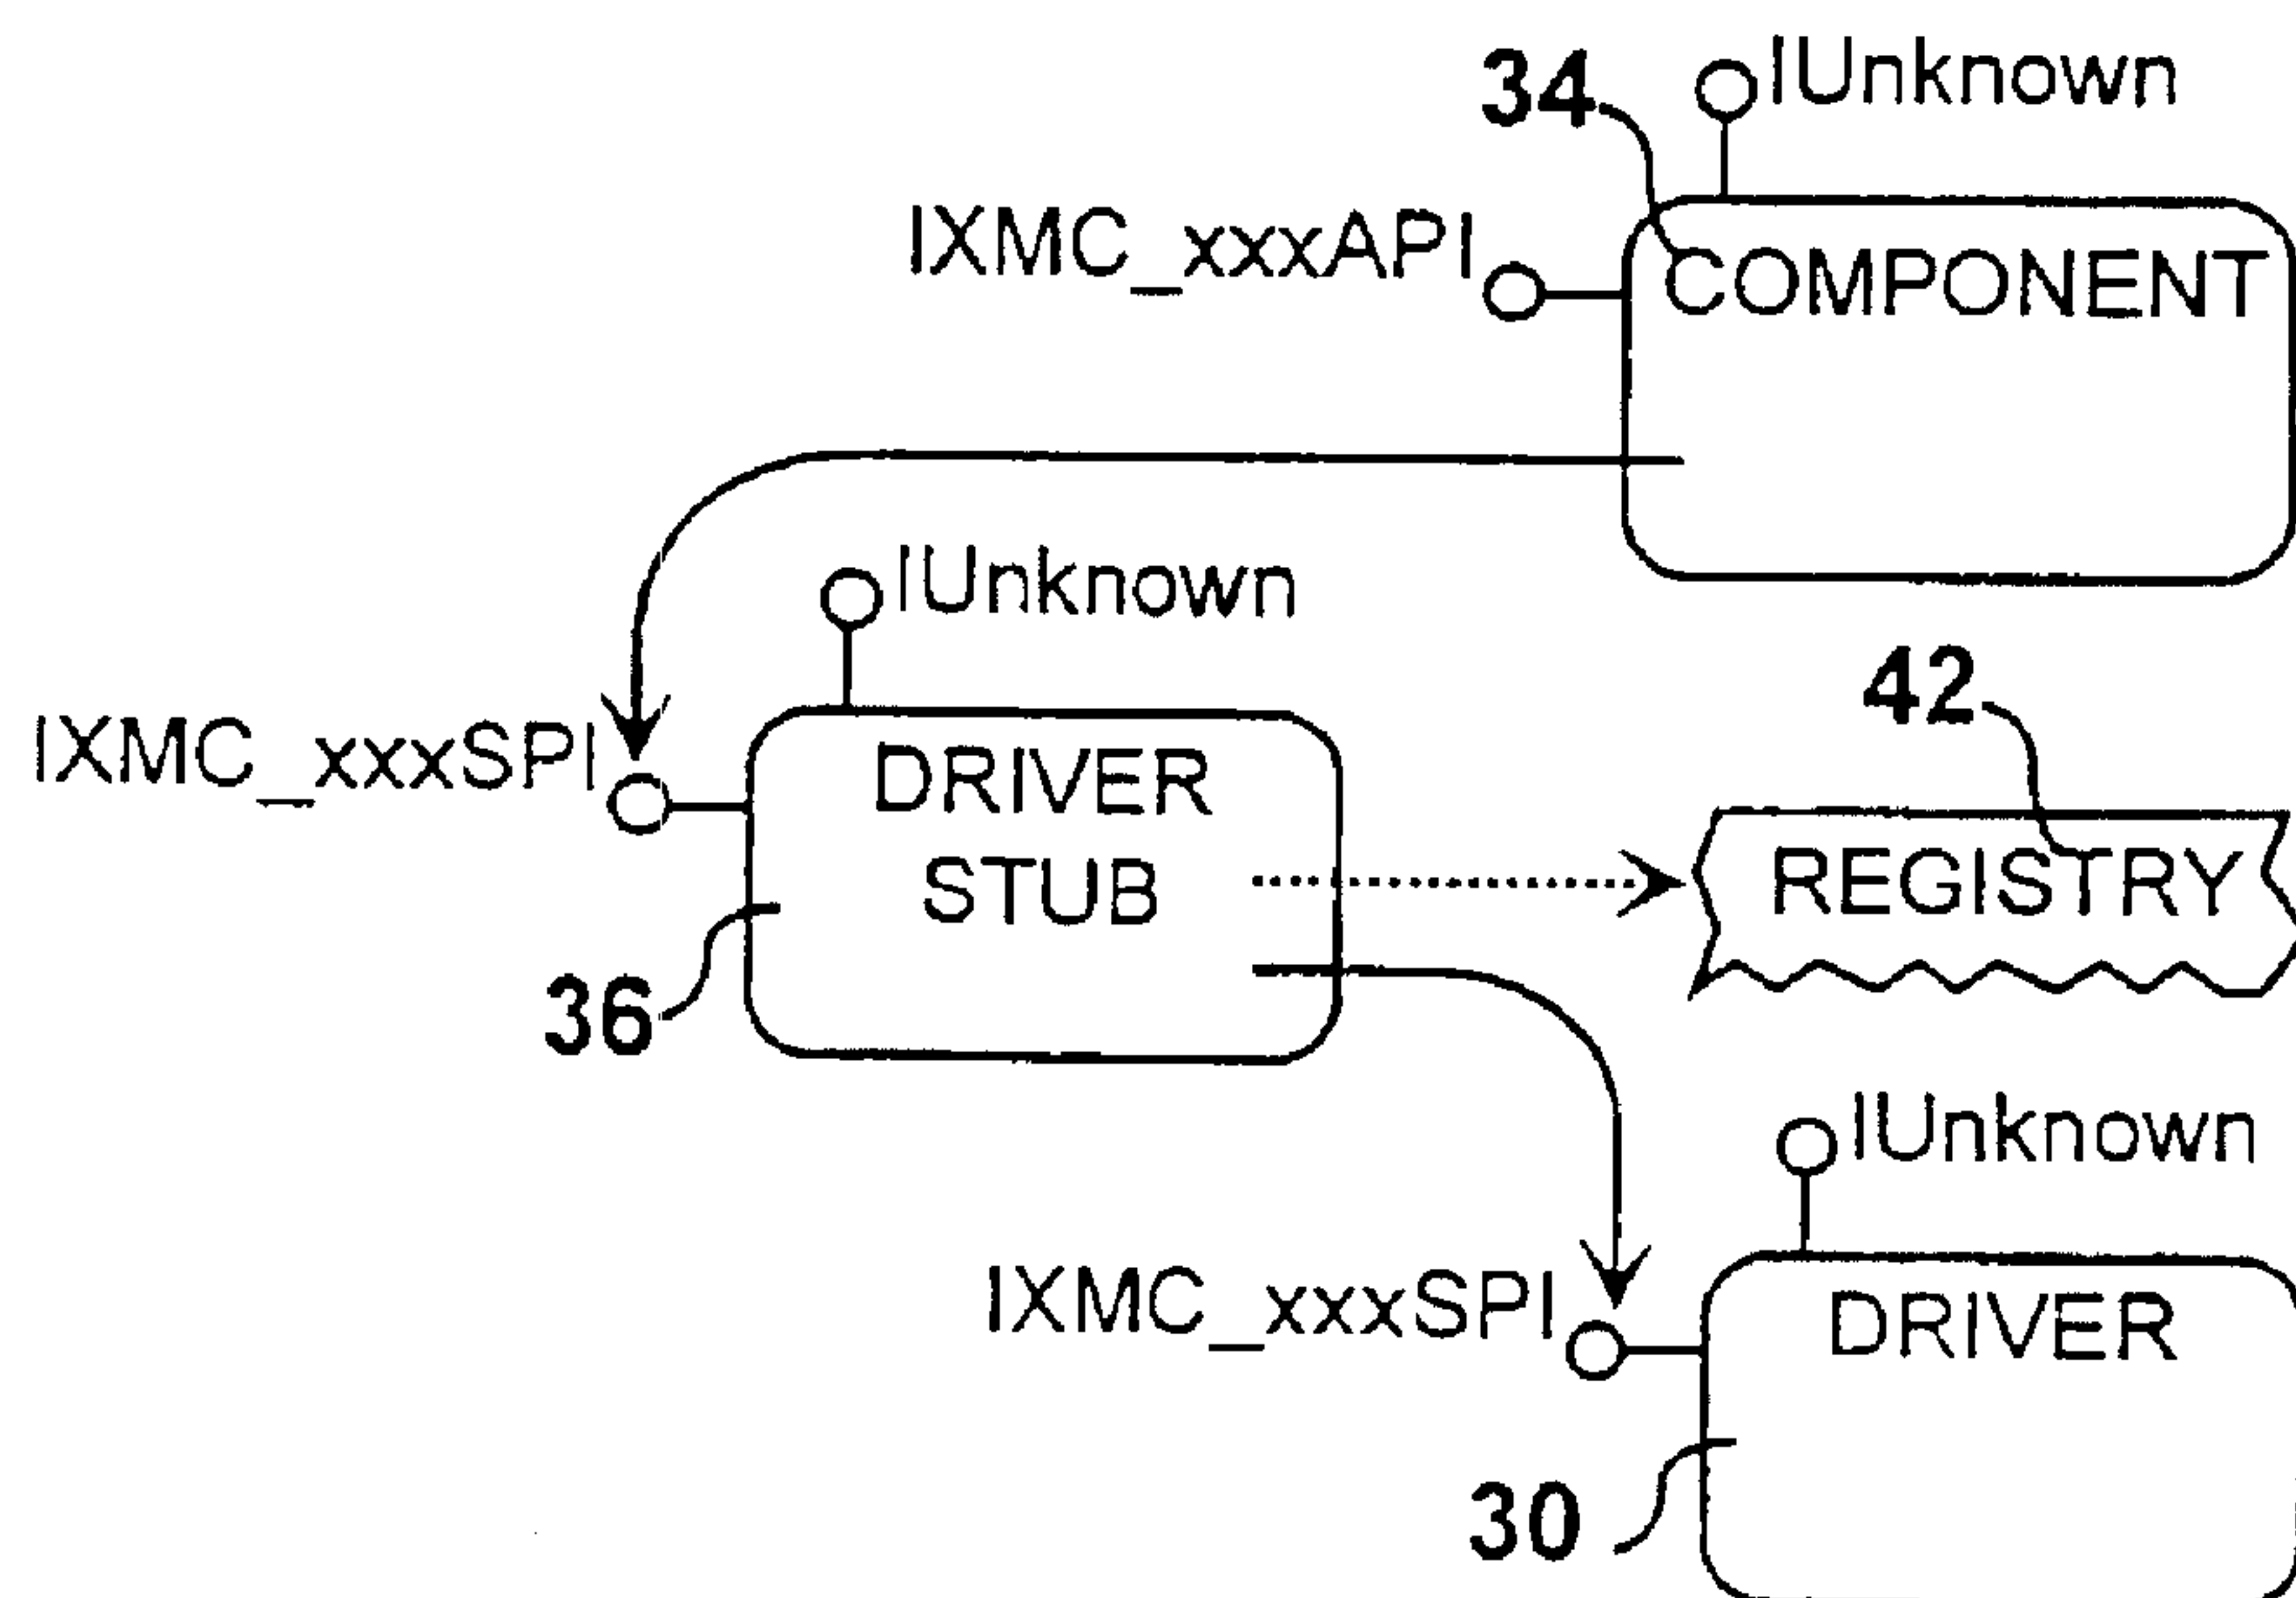 34
IUnknown
IXMC_xxxAPI
COMPONENT
IUnknown
42
IXMC_xxxSPI
DRIVER
STUB
REGISTRY
36
IUnknown
IXMC_xxxSPI
DRIVER
30